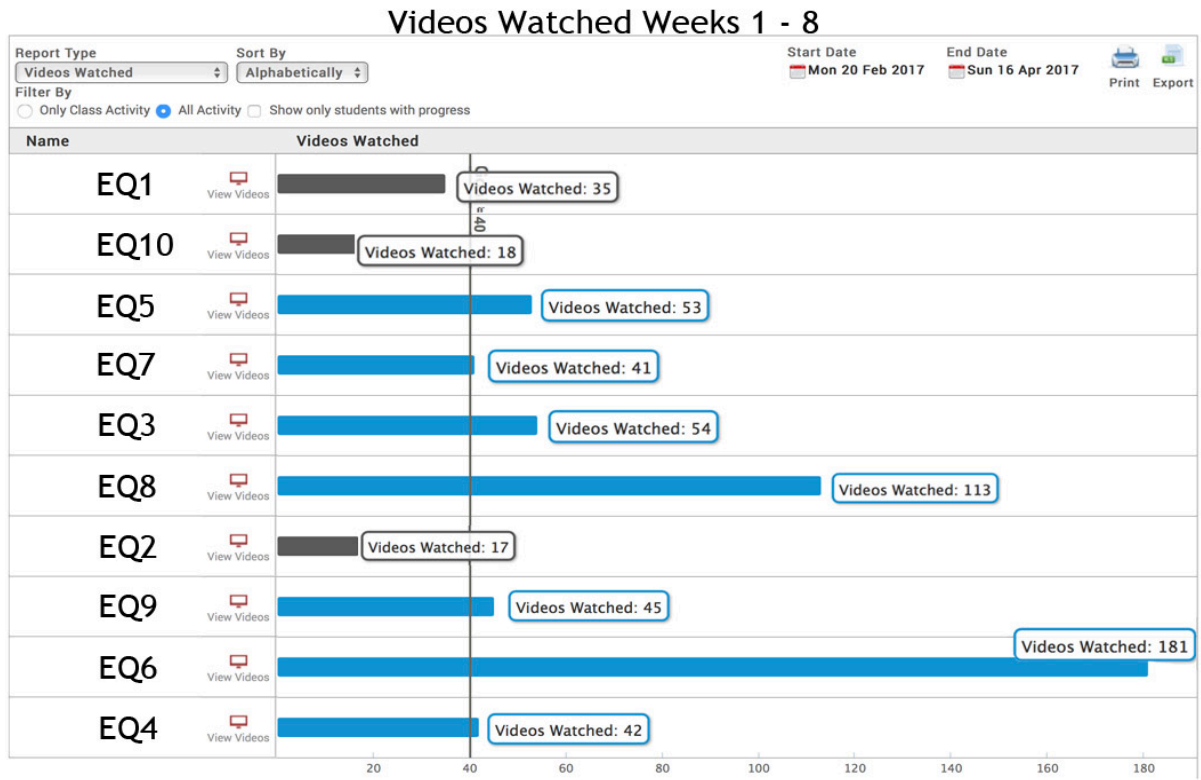 Videos Watched Weeks 1 - 8
Report Type
Sort By
Start Date
End Date
Videos Watched
Alphabetically
Mon 20 Feb 2017
Sun 16 Apr 2017
Print
Export
Filter By
Only Class Activity
All Activity
Show only students with progress
Name
Videos Watched
EQ1
View Videos
Videos Watched: 35
40
EQ10
View Videos
Videos Watched: 18
EQ5
View Videos
Videos Watched: 53
EQ7
View Videos
Videos Watched: 41
EQ3
View Videos
Videos Watched: 54
EQ8
View Videos
Videos Watched: 113
EQ2
View Videos
Videos Watched: 17
EQ9
View Videos
Videos Watched: 45
EQ6
View Videos
Videos Watched: 181
EQ4
View Videos
Videos Watched: 42
20 40 60 80 100 120 140 160 180